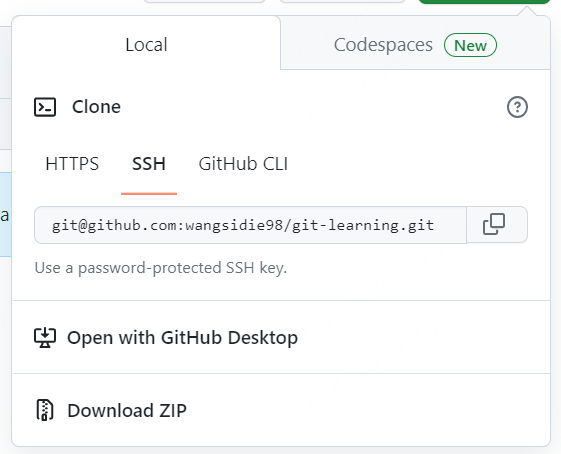 Local
Codespaces New
Clone
HTTPS SSH GitHub CLI
git@github.com:wangsidie98/git-learning.git
Use a password-protected SSH key.
Open with GitHub Desktop
Download ZIP